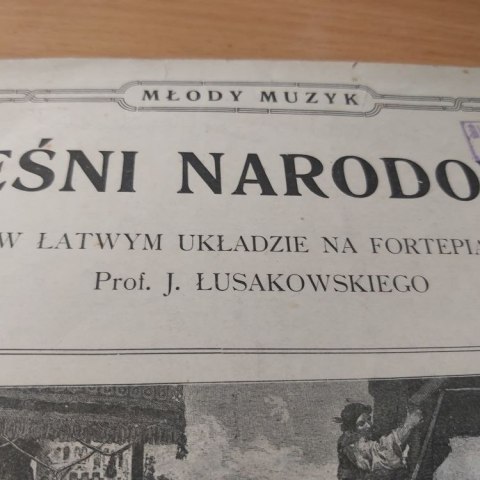 MŁODY MUZYK
EŚNI NARODO
W ŁATWYM UKŁADZIE NA FORTEPIA
Prof. J. ŁUSAKOWSKIEGO